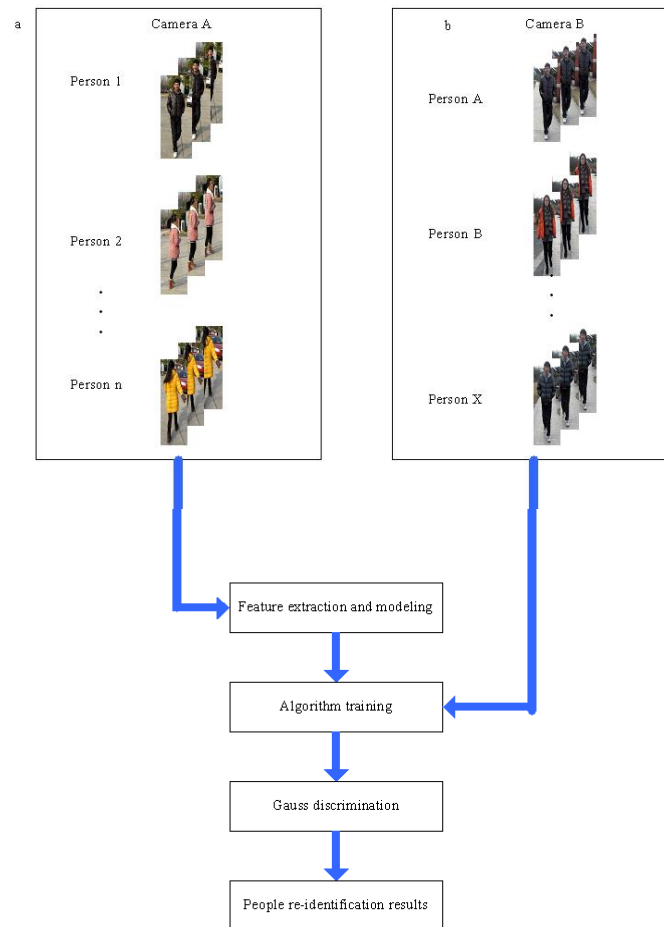 a
Camera A
Person 1
Person 2
Person n
b
Camera B
Person A
Person B
Person X
Feature extraction and modeling
Algorithm training
Gauss discrimination
People re-identification results